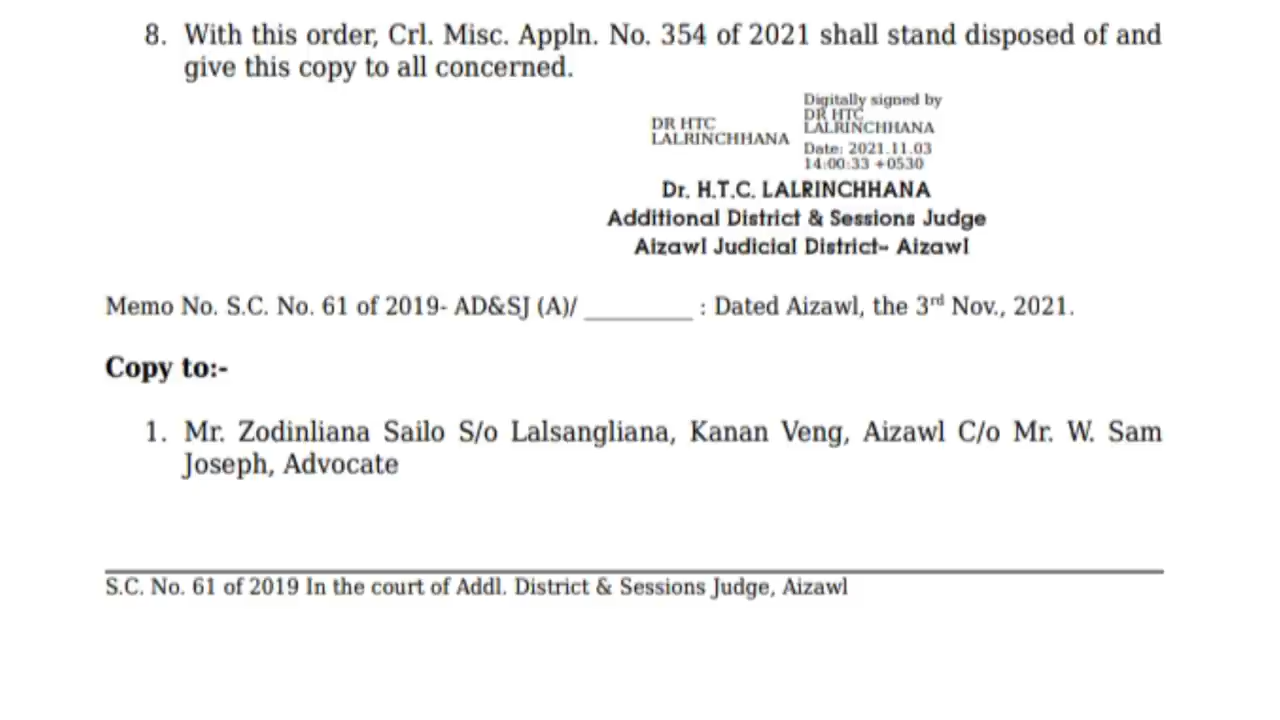 8. With this order, Crl. Misc. Appln. No. 354 of 2021 shall stand disposed of and
give this copy to all concerned.
DR HTC
LALRINCHHANA
Digitally signed by
DR HTC
LALRINCHHANA
Date: 2021.11.03
14:00:33 +0530
Dr. H.T.C. LALRINCHHANA
Additional District & Sessions Judge
Aizawl Judicial District- Aizawl
Memo No. S.C. No. 61 of 2019- AD&SJ (A)/ _________ : Dated Aizawl, the 3rd Nov., 2021.
Copy to:-
1. Mr. Zodinliana Sailo S/o Lalsangliana, Kanan Veng, Aizawl C/o Mr. W. Sam
Joseph, Advocate
S.C. No. 61 of 2019 In the court of Addl. District & Sessions Judge, Aizawl